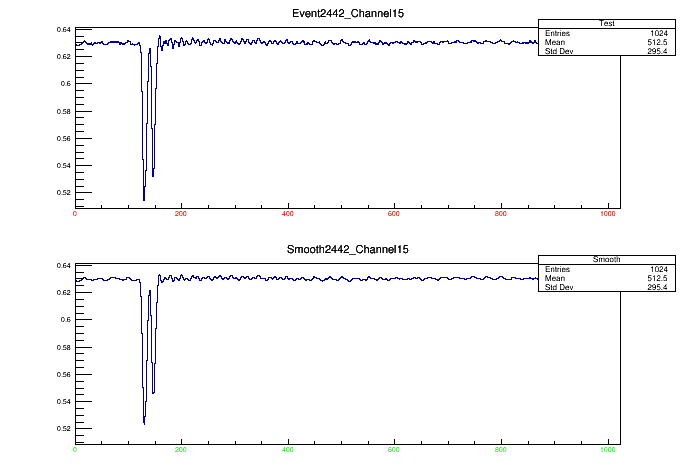 Event2442_Channel15
Test
Entries 1024
Mean 512.5
Std Dev 295.4
0.64
0.62
0.6
0.58
0.56
0.54
0.52
0 200 400 600 800 1000
Smooth2442_Channel15
Smooth
Entries 1024
Mean 512.5
Std Dev 295.4
0.64
0.62
0.6
0.58
0.56
0.54
0.52
0 200 400 600 800 1000